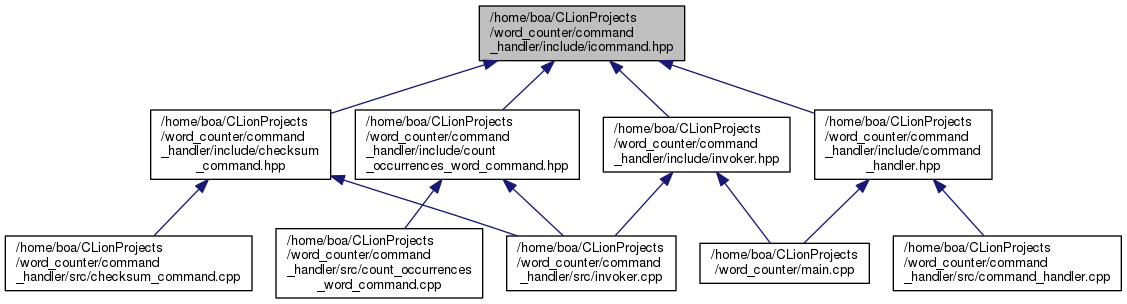 /home/boa/CLionProjects
/word_counter/command
_handler/include/icommand.hpp
/home/boa/CLionProjects
/word_counter/command
_handler/include/checksum
_command.hpp
/home/boa/CLionProjects
/word_counter/command
_handler/include/count
_occurrences_word_command.hpp
/home/boa/CLionProjects
/word_counter/command
_handler/include/invoker.hpp
/home/boa/CLionProjects
/word_counter/command
_handler/include/command
_handler.hpp
/home/boa/CLionProjects
/word_counter/command
_handler/src/checksum_command.cpp
/home/boa/CLionProjects
/word_counter/command
_handler/src/count_occurrences
_word_command.cpp
/home/boa/CLionProjects
/word_counter/command
_handler/src/invoker.cpp
/home/boa/CLionProjects
/word_counter/main.cpp
/home/boa/CLionProjects
/word_counter/command
_handler/src/command_handler.cpp